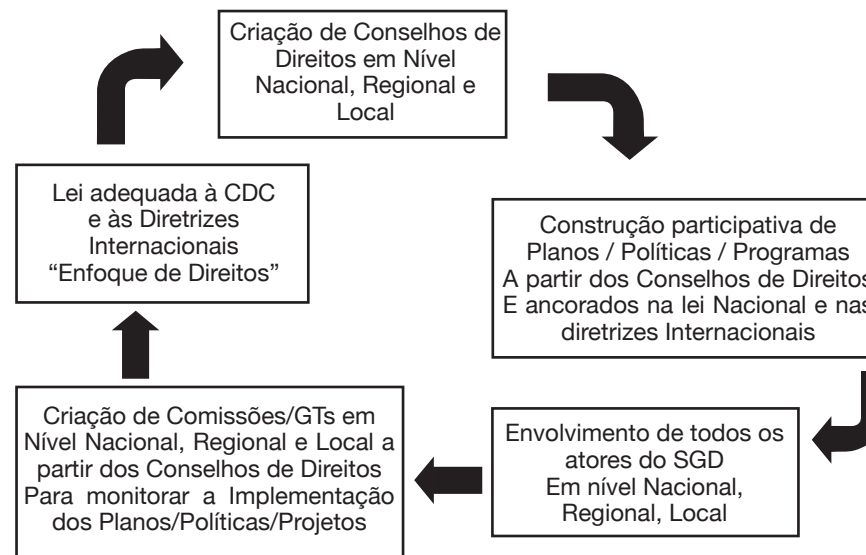 Criação de Conselhos de
Direitos em Nível
Nacional, Regional e
Local
Lei adequada à CDC
e às Diretrizes
Internacionais
“Enfoque de Direitos”
Construção participativa de
Planos / Políticas / Programas
A partir dos Conselhos de Direitos
E ancorados na lei Nacional e nas
diretrizes Internacionais
Criação de Comissões/GTs em
Nível Nacional, Regional e Local a
partir dos Conselhos de Direitos
Para monitorar a Implementação
dos Planos/Políticas/Projetos
Envolvimento de todos os
atores do SGD
Em nível Nacional,
Regional, Local